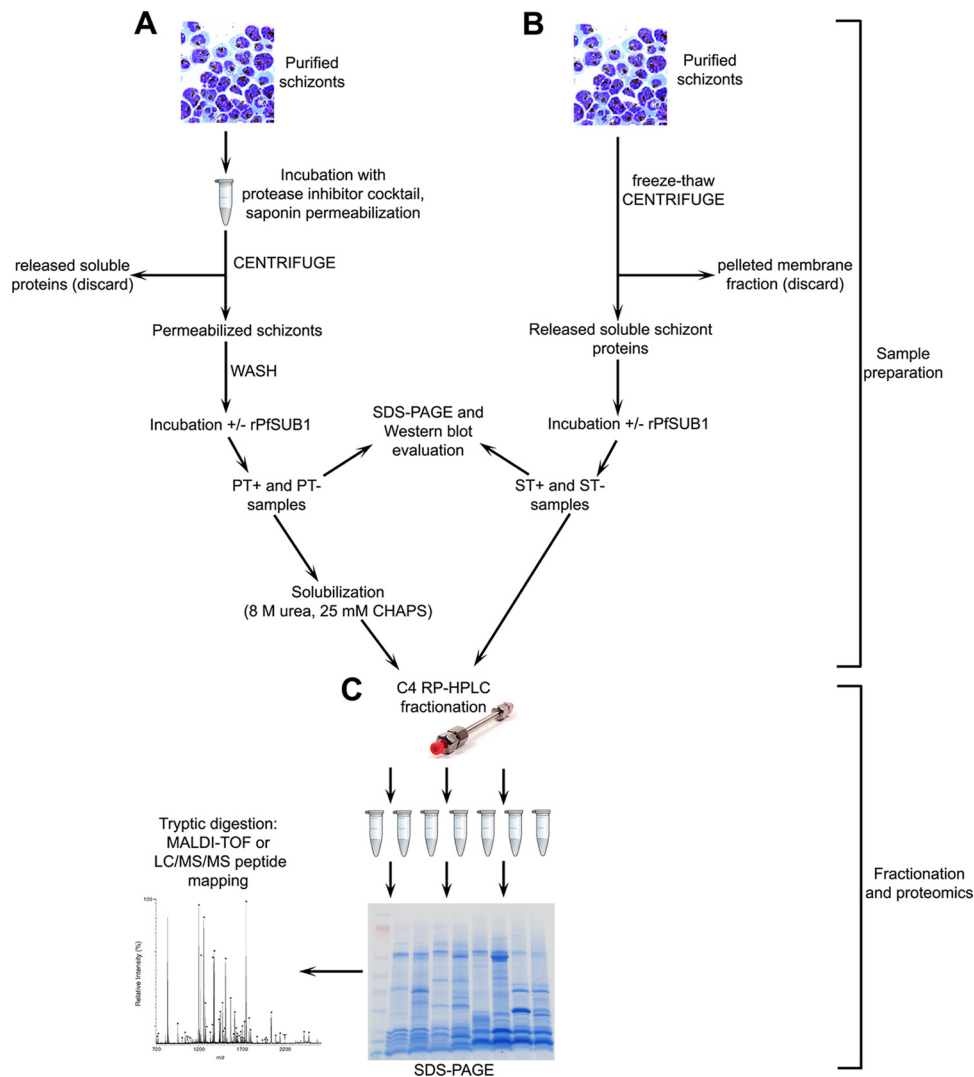 A
Purified
schizonts
Incubation with
protease inhibitor cocktail,
saponin permeabilization
CENTRIFUGE
released soluble
proteins (discard)
Permeabilized schizonts
WASH
Incubation +/- rPfSUB1
PT+ and PT-
samples
Solubilization
(8 M urea, 25 mM CHAPS)
SDS-PAGE and
Western blot
evaluation
B
Purified
schizonts
freeze-thaw
CENTRIFUGE
pelleted membrane
fraction (discard)
Released soluble schizont
proteins
Incubation +/- rPfSUB1
ST+ and ST-
samples
Sample
preparation
C
C4 RP-HPLC
fractionation
Tryptic digestion:
MALDI-TOF or
LC/MS/MS peptide
mapping
100
Relative Intensity (%)
700 1200 1700 2200
m/z
SDS-PAGE
Fractionation
and proteomics